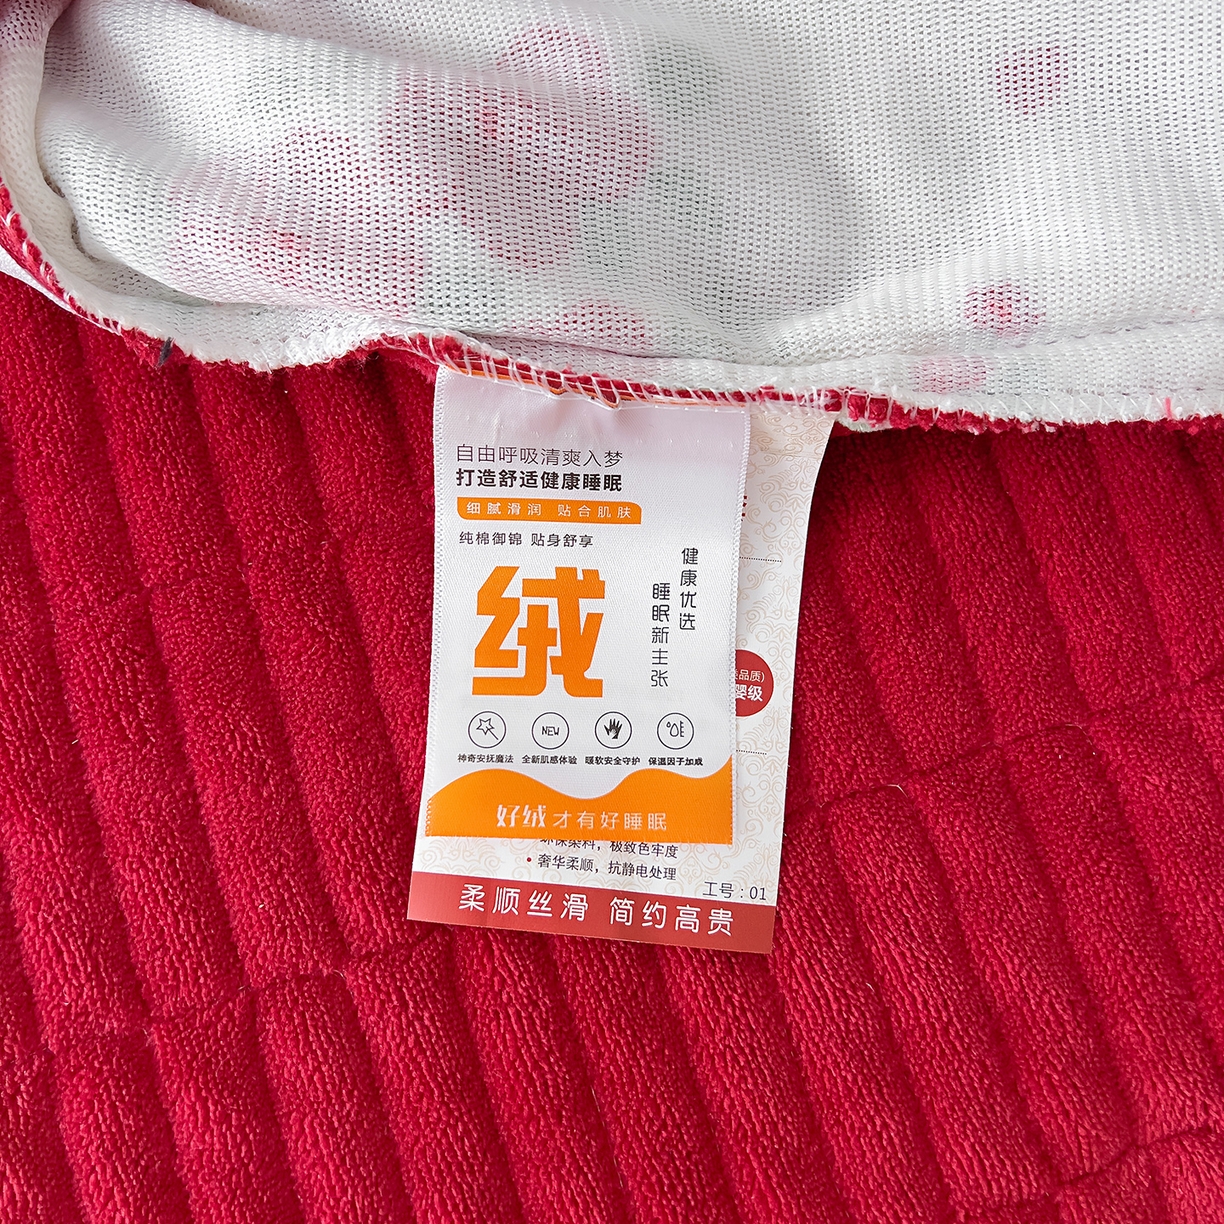 自由呼吸清爽入梦
打造舒适健康睡眠
细腻滑润 贴合肌肤
纯棉御锦 贴身舒享
绒
健康优选
睡眠新主张
NEW
神奇安抚魔法 全新肌感体验 暖软安全守护 保温因子加成
好绒才有好睡眠
品质)
婴级
环保染料，极致色牢度
• 奢华柔顺，抗静电处理
工号：01
柔顺丝滑 简约高贵